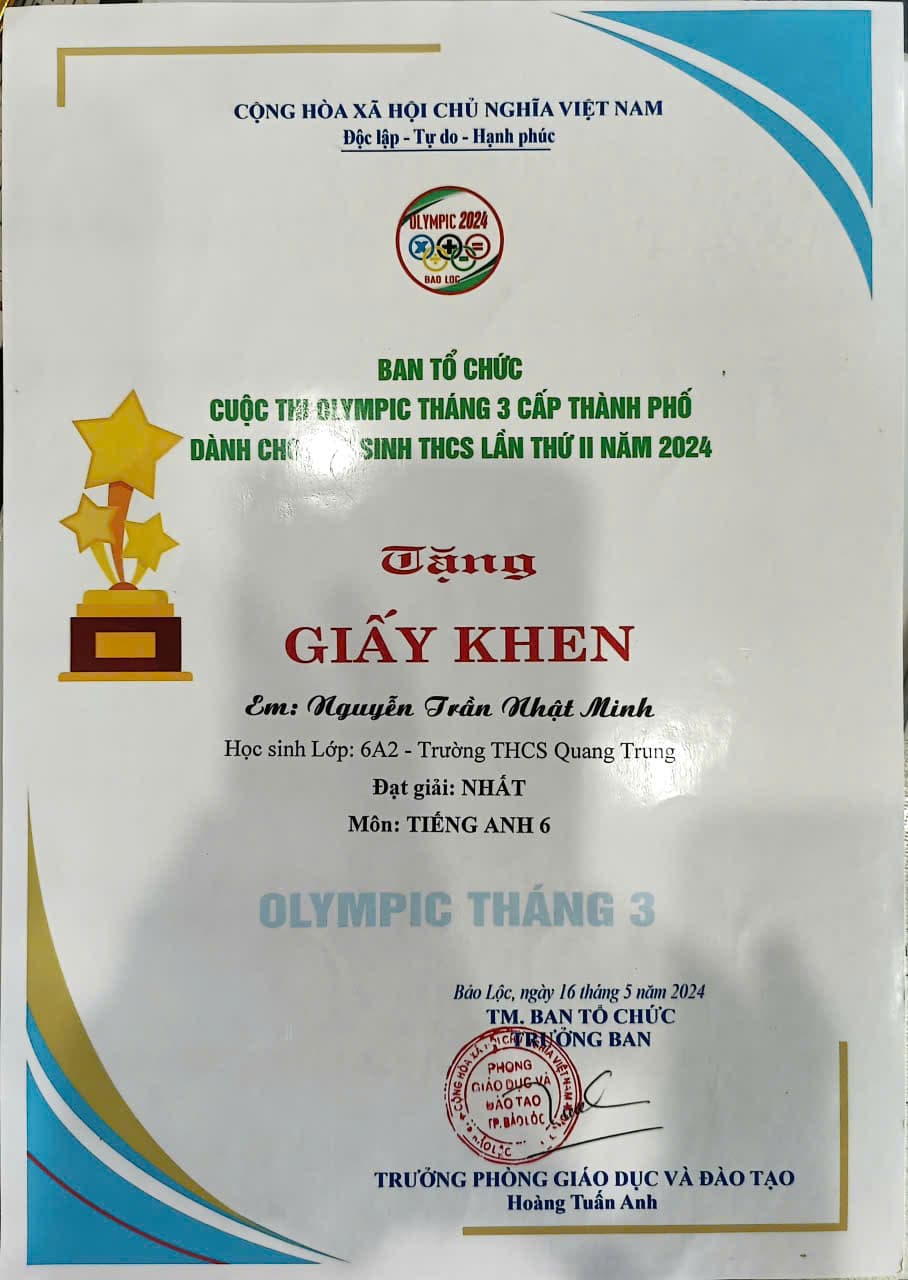 CỘNG HÒA XÃ HỘI CHỦ NGHĨA VIỆT NAM
Độc lập - Tự do - Hạnh phúc
OLYMPIC 2024
BAO LOC
BAN TỔ CHỨC
CUỘC THI OLYMPIC THÁNG 3 CẤP THÀNH PHỐ
DÀNH CHO SINH THCS LẦN THỨ II NĂM 2024
Tặng
GIẤY KHEN
Em: Nguyễn Trần Nhật Minh
Học sinh Lớp: 6A2 - Trường THCS Quang Trung
Đạt giải: NHẤT
Môn: TIẾNG ANH 6
OLYMPIC THÁNG 3
Bảo Lộc, ngày 16 tháng 5 năm 2024
TM. BAN TỔ CHỨC
TRƯỞNG BAN
PHÒNG
GIÁO DỤC VÀ
ĐÀO TẠO
TP. BẢO LỘC
TRƯỞNG PHÒNG GIÁO DỤC VÀ ĐÀO TẠO
Hoàng Tuấn Anh